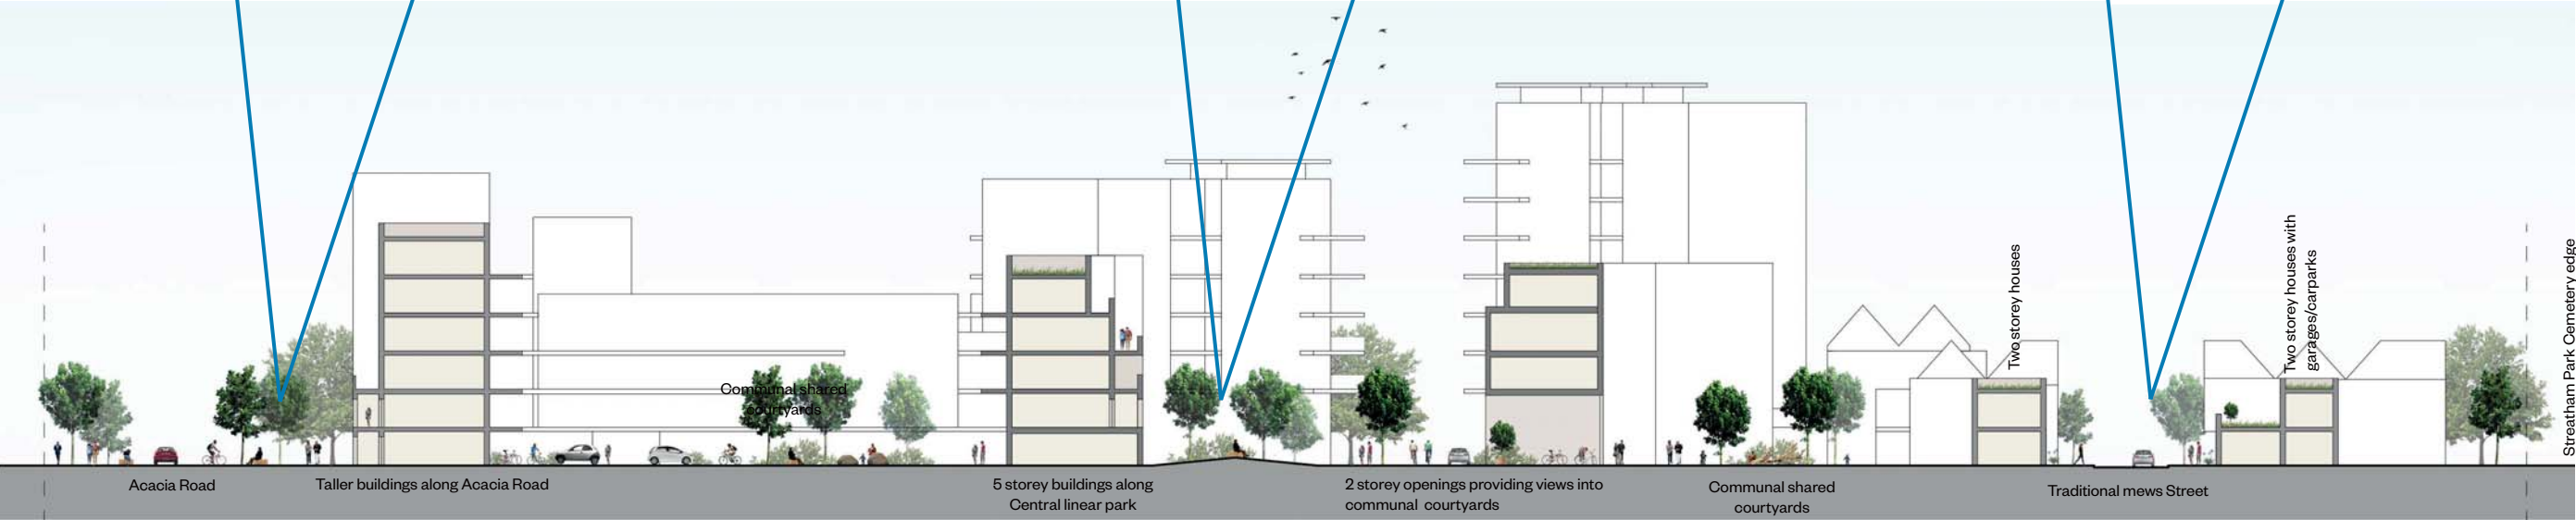 Communal shared
courtyards
Two storey houses
Two storey houses with
garages/carparks
Streatham Park Cemetery edge
Acacia Road
Taller buildings along Acacia Road
5 storey buildings along
Central linear park
2 storey openings providing views into
communal courtyards
Communal shared
courtyards
Traditional mews Street